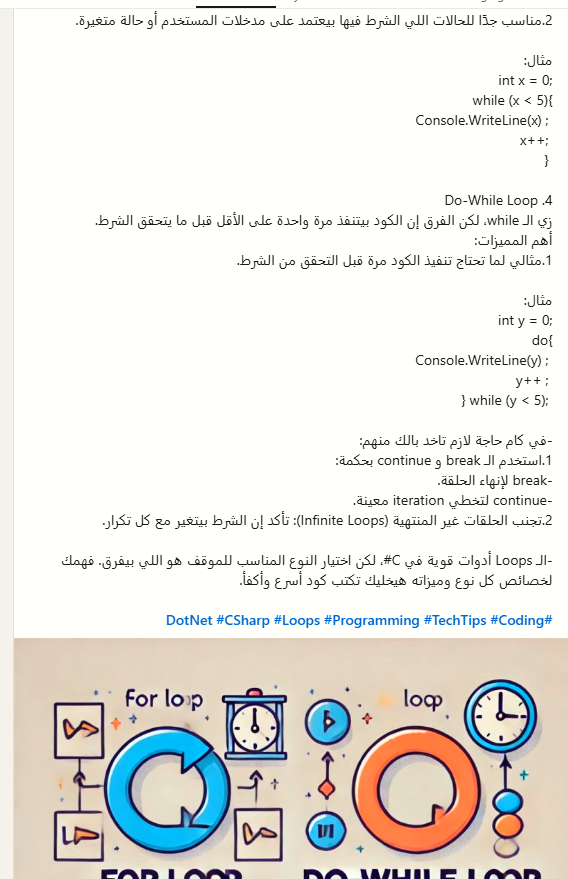 2.مناسب جدًا للحالات اللي الشرط فيها بيعتمد على مدخلات المستخدم أو حالة متغيرة.
مثال:
int x = 0;
while (x < 5){
Console.WriteLine(x) ;
x++;
}
4. Do-While Loop
زي الـ while، لكن الفرق إن الكود بيتنفذ مرة واحدة على الأقل قبل ما يتحقق الشرط.
أهم المميزات:
1.مثالي لما تحتاج تنفيذ الكود مرة قبل التحقق من الشرط.
مثال:
int y = 0;
do{
Console.WriteLine(y) ;
y++ ;
} while (y < 5);
-في كام حاجة لازم تاخد بالك منهم:
1.استخدم الـ break و continue بحكمة:
-break لإنهاء الحلقة.
-continue لتخطي iteration معينة.
2.تجنب الحلقات غير المنتهية (Infinite Loops): تأكد إن الشرط بيتغير مع كل تكرار.
-الـ Loops أدوات قوية في C#، لكن اختيار النوع المناسب للموقف هو اللي بيفرق. فهمك
لخصائص كل نوع وميزاته هيخليك تكتب كود أسرع وأكفأ.
#DotNet #CSharp #Loops #Programming #TechTips #Coding
For loop
loop
FOR LOOP
DO-WHILE LOOP